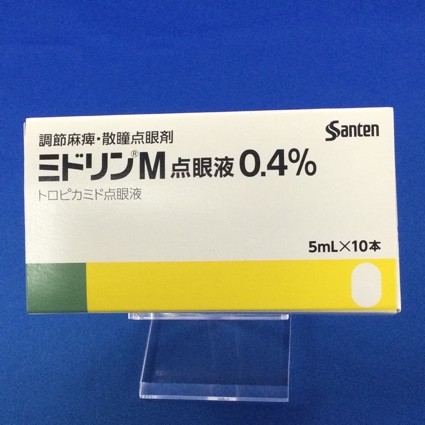 Santen
調節麻痺・散瞳点眼剤
ミドリン®M点眼液0.4%
トロピカミド点眼液
5mL×10本